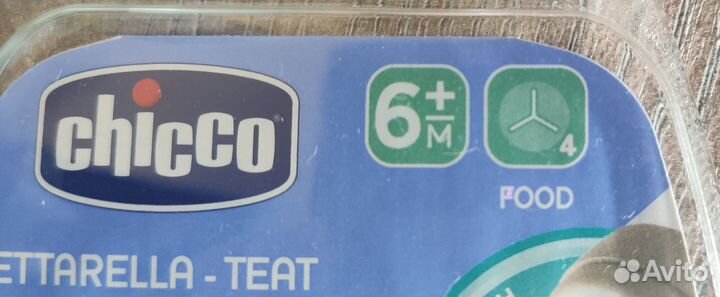 chicco
6+
M
4
FOOD
ETTARELLA - TEAT
Avito